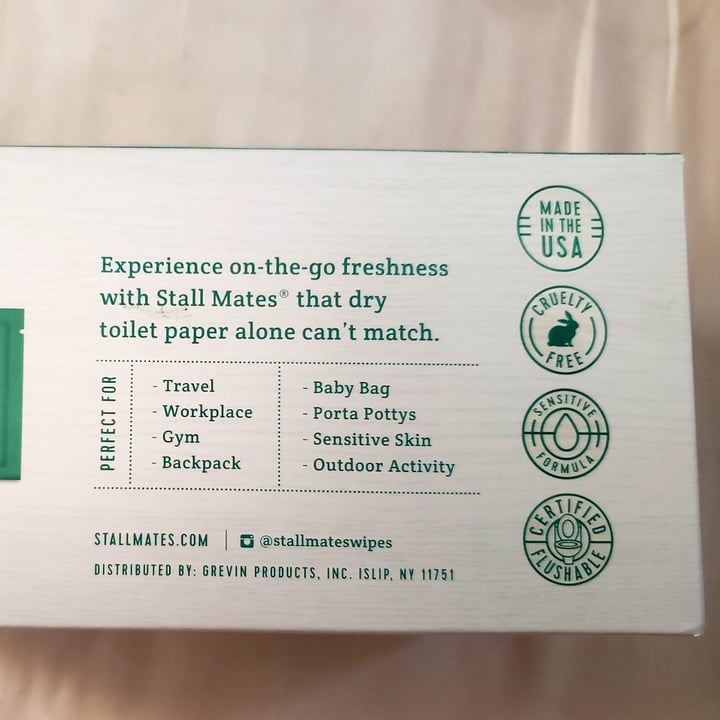 Experience on-the-go freshness
with Stall Mates® that dry
toilet paper alone can't match.
PERFECT FOR
- Travel
- Workplace
- Gym
- Backpack
- Baby Bag
- Porta Pottys
- Sensitive Skin
- Outdoor Activity
STALLMATES.COM | @stallmateswipes
DISTRIBUTED BY: GREVIN PRODUCTS, INC. ISLIP, NY 11751
MADE
IN THE
USA
CRUELTY
FREE
SENSITIVE
FORMULA
CERTIFIED
FLUSHABLE